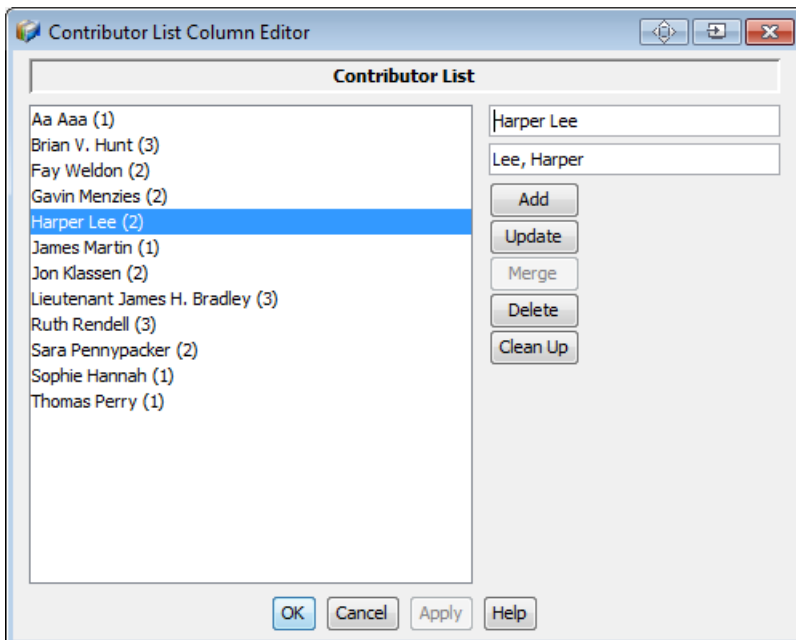 Contributor List Column Editor
Contributor List
Aa Aaa (1)
Brian V. Hunt (3)
Fay Weldon (2)
Gavin Menzies (2)
Harper Lee (2)
James Martin (1)
Jon Klassen (2)
Lieutenant James H. Bradley (3)
Ruth Rendell (3)
Sara Pennypacker (2)
Sophie Hannah (1)
Thomas Perry (1)
Harper Lee
Lee, Harper
Add
Update
Merge
Delete
Clean Up
OK Cancel Apply Help